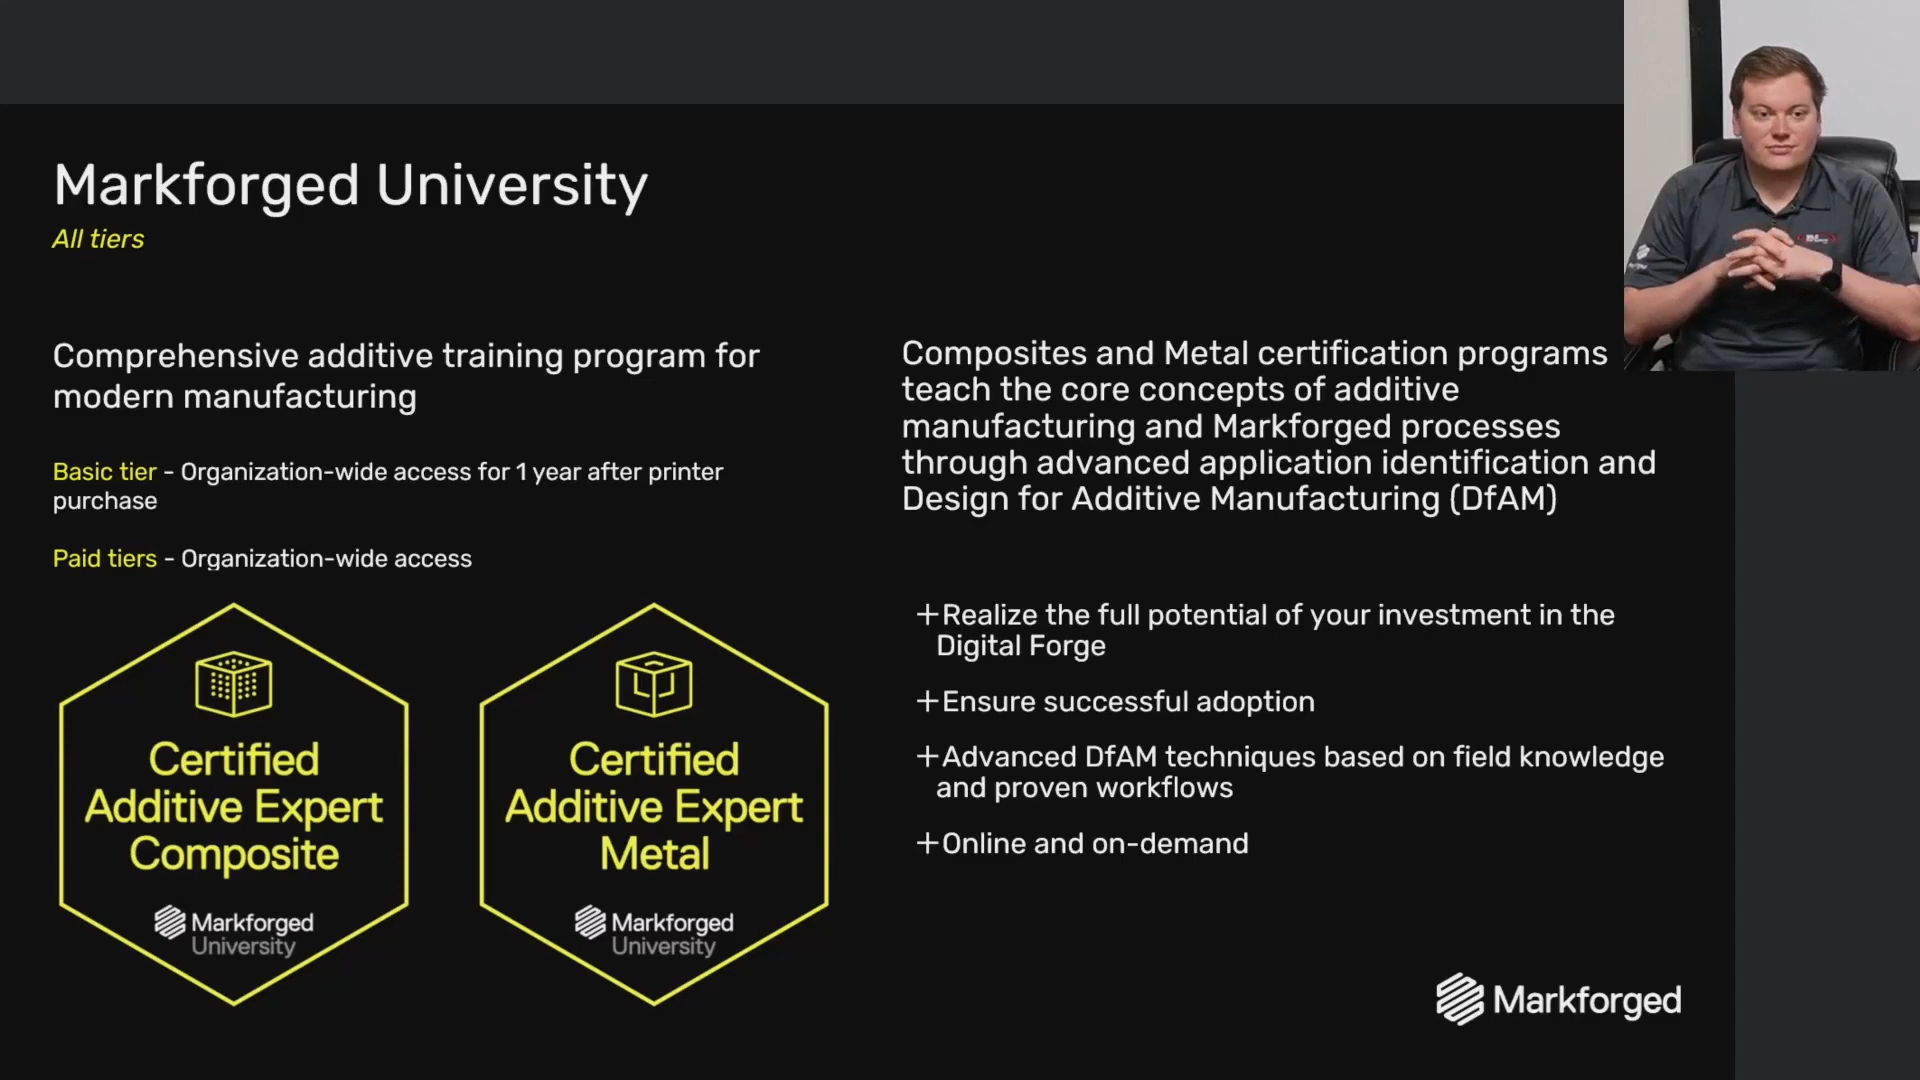 Markforged University
All tiers
Comprehensive additive training program for
modern manufacturing
Basic tier - Organization-wide access for 1 year after printer
purchase
Paid tiers - Organization-wide access
Certified
Additive Expert
Composite
Markforged
University
Certified
Additive Expert
Metal
Markforged
University
Composites and Metal certification programs
teach the core concepts of additive
manufacturing and Markforged processes
through advanced application identification and
Design for Additive Manufacturing (DfAM)
+Realize the full potential of your investment in the
Digital Forge
+Ensure successful adoption
+Advanced DfAM techniques based on field knowledge
and proven workflows
+Online and on-demand
Markforged